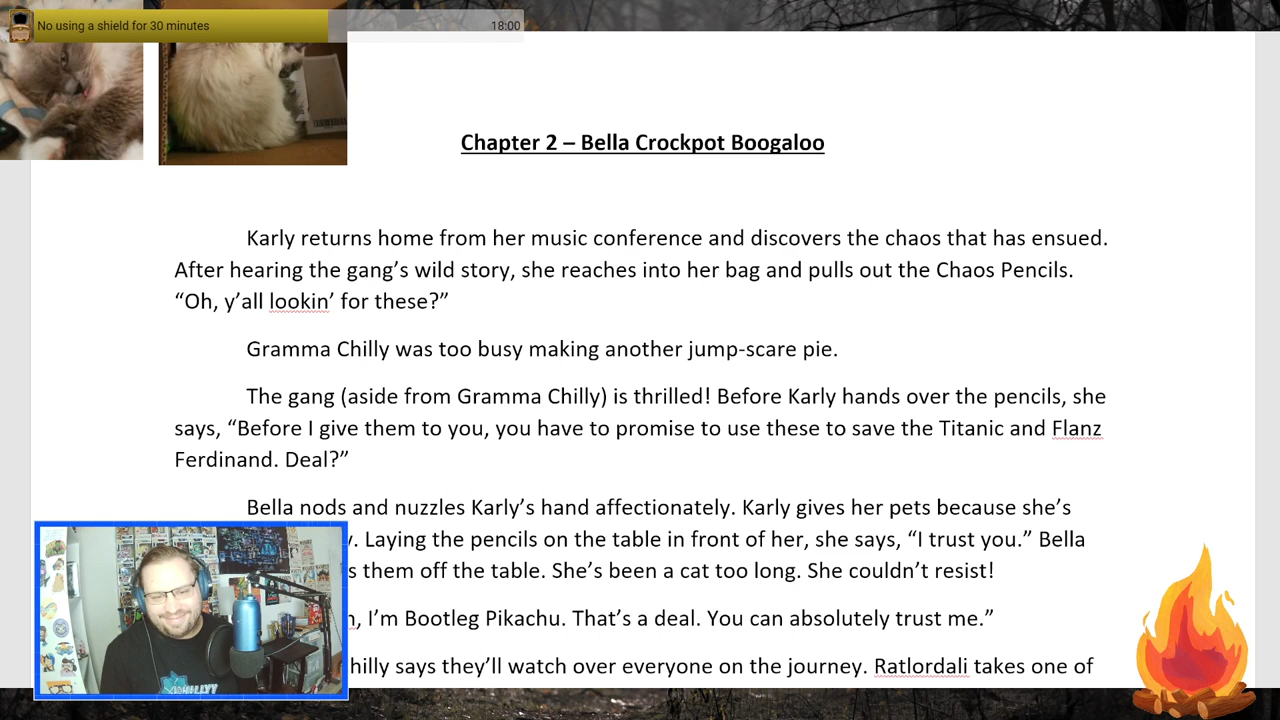 No using a shield for 30 minutes
18:00
Chapter 2 – Bella Crockpot Boogaloo
Karly returns home from her music conference and discovers the chaos that has ensued.
After hearing the gang’s wild story, she reaches into her bag and pulls out the Chaos Pencils.
“Oh, y’all lookin’ for these?”
Gramma Chilly was too busy making another jump-scare pie.
The gang (aside from Gramma Chilly) is thrilled! Before Karly hands over the pencils, she
says, “Before I give them to you, you have to promise to use these to save the Titanic and Flanz
Ferdinand. Deal?”
Bella nods and nuzzles Karly’s hand affectionately. Karly gives her pets because she’s
. Laying the pencils on the table in front of her, she says, “I trust you.” Bella
s them off the table. She’s been a cat too long. She couldn’t resist!
, I’m Bootleg Pikachu. That’s a deal. You can absolutely trust me.”
hilly says they’ll watch over everyone on the journey. Ratlordali takes one of